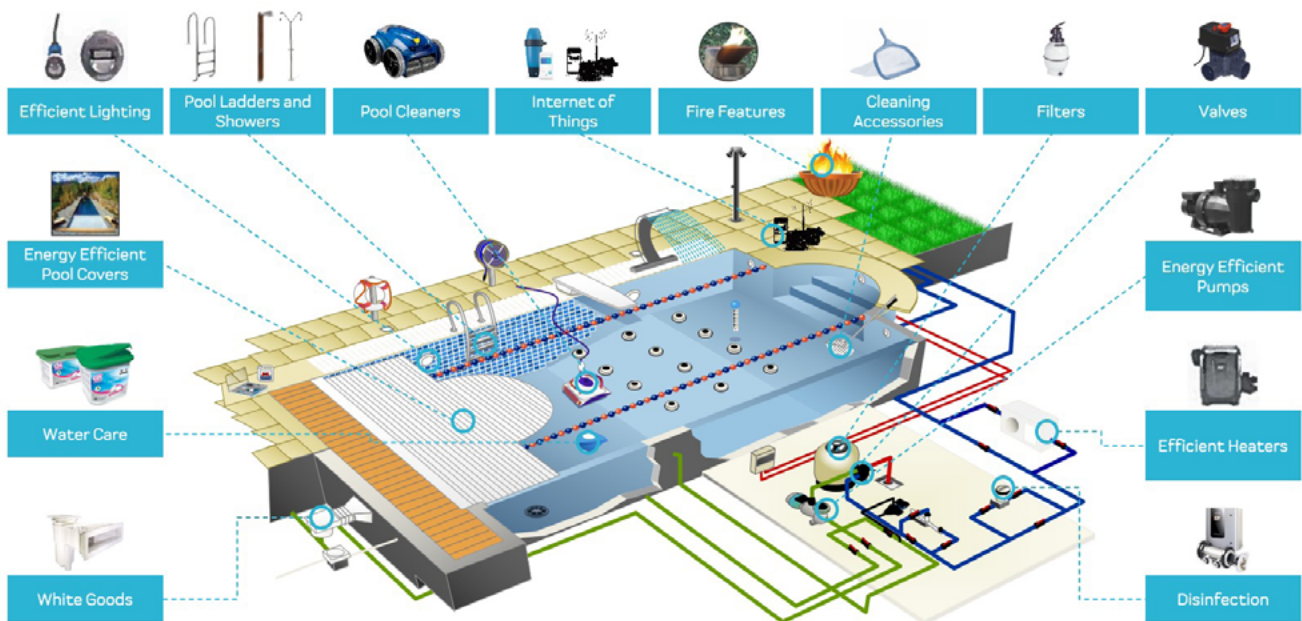 Efficient Lighting
Pool Ladders and
Showers
Pool Cleaners
Internet of
Things
Fire Features
Cleaning
Accessories
Filters
Valves
Energy Efficient
Pool Covers
Energy Efficient
Pumps
Water Care
Efficient Heaters
White Goods
Disinfection